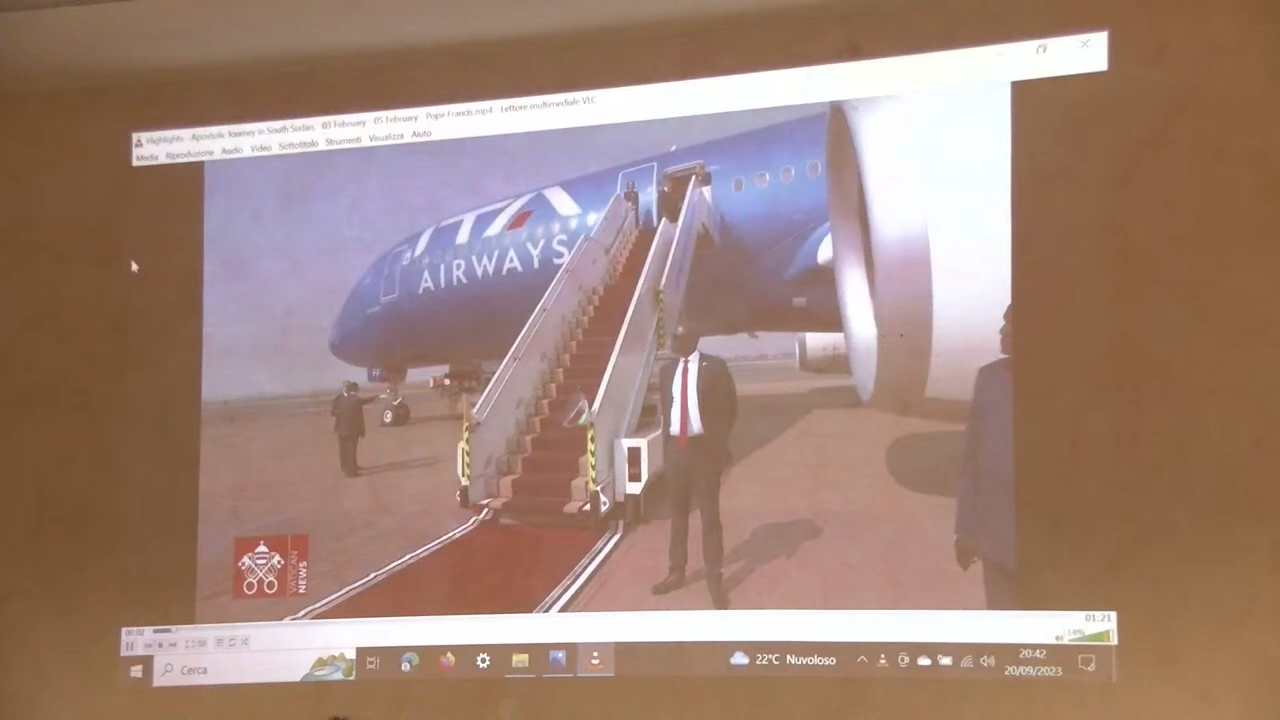 Highlights - Apostolic Journey in South Sudan, 03 February - 05 February - Pope Francis.mp4 - Lettore multimediale VLC
Media Riproduzione Audio Video Sottotitolo Strumenti Visualizza Aiuto
ITA
AIRWAYS
VATICAN
NEWS
00:02
01:21
Cerca
22°C Nuvoloso
20:42
20/09/2023